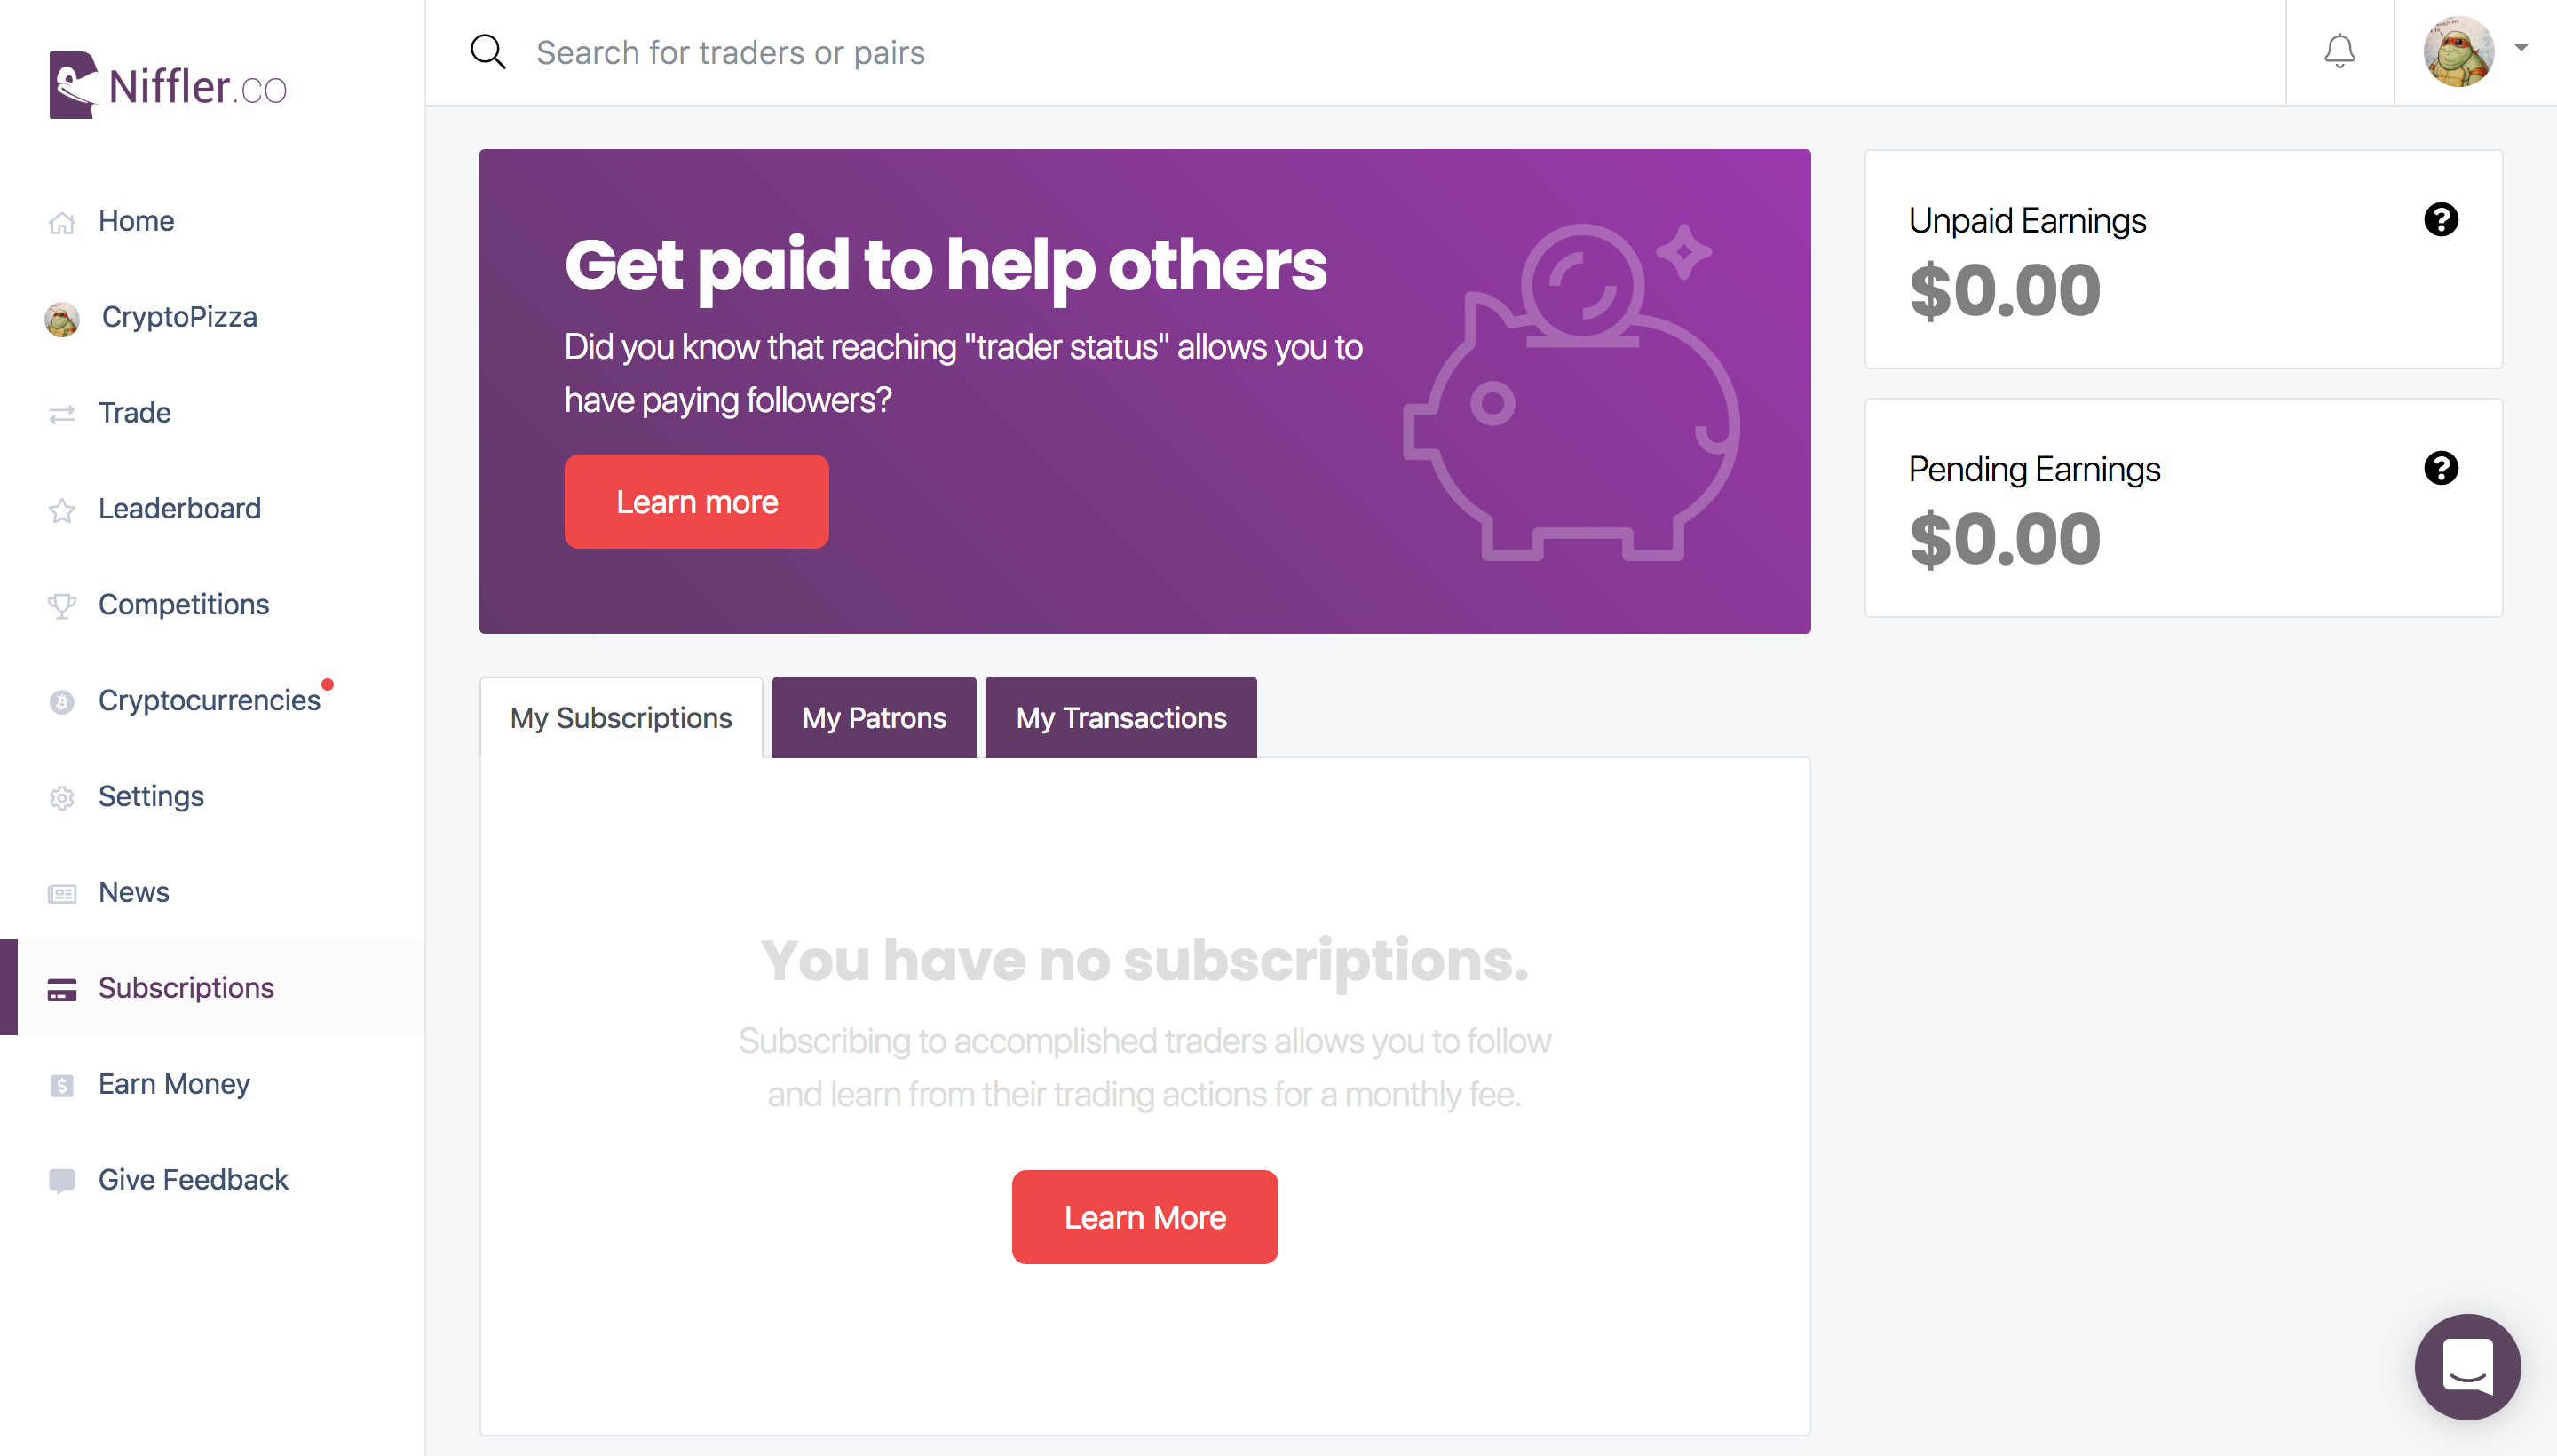 Niffler.co
Search for traders or pairs
Home
CryptoPizza
Trade
Leaderboard
Competitions
Cryptocurrencies
Settings
News
Subscriptions
Earn Money
Give Feedback
Get paid to help others
Did you know that reaching "trader status" allows you to
have paying followers?
Learn more
Unpaid Earnings
$0.00
Pending Earnings
$0.00
My Subscriptions
My Patrons
My Transactions
You have no subscriptions.
Subscribing to accomplished traders allows you to follow
and learn from their trading actions for a monthly fee.
Learn More